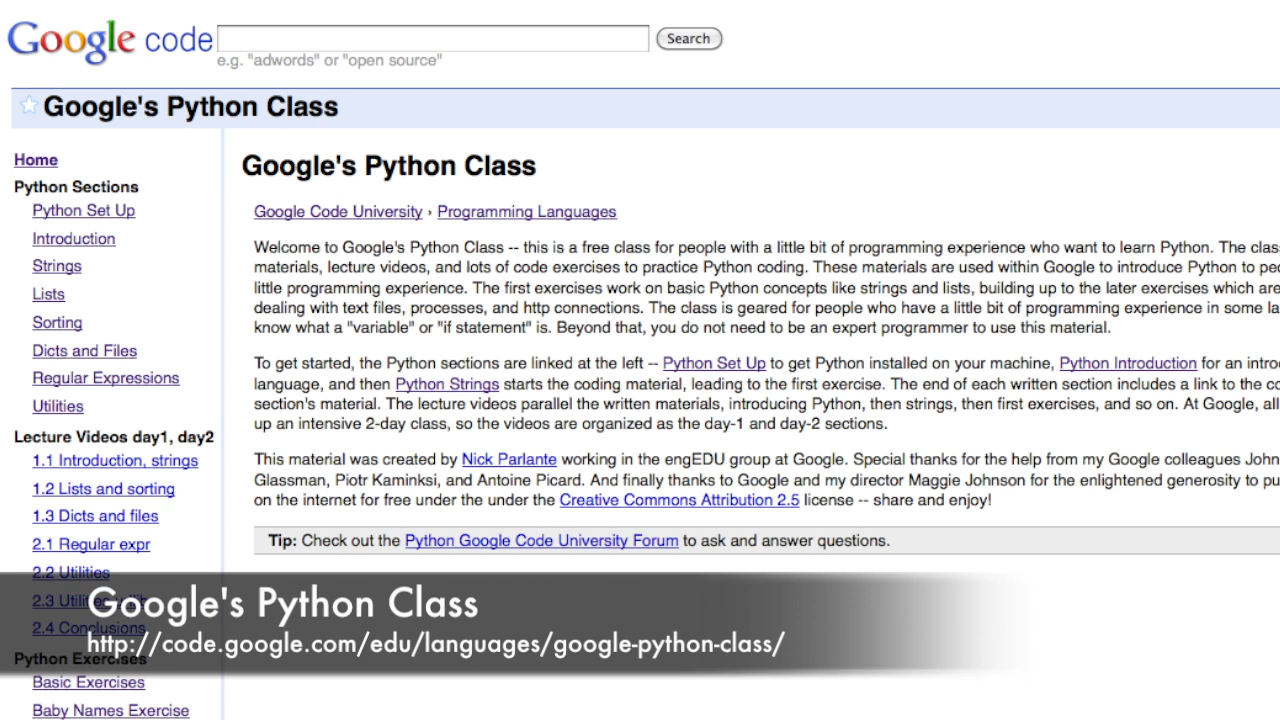 Google code
Search
e.g. "adwords" or "open source"
Google's Python Class
Home
Python Sections
Python Set Up
Introduction
Strings
Lists
Sorting
Dicts and Files
Regular Expressions
Utilities
Lecture Videos day1, day2
1.1 Introduction, strings
1.2 Lists and sorting
1.3 Dicts and files
2.1 Regular expr
2.2 Utilities
2.3 Utilities urllib
2.4 Conclusions
Python Exercises
Basic Exercises
Baby Names Exercise
Google's Python Class
Google Code University › Programming Languages
Welcome to Google's Python Class -- this is a free class for people with a little bit of programming experience who want to learn Python. The clas
materials, lecture videos, and lots of code exercises to practice Python coding. These materials are used within Google to introduce Python to peo
little programming experience. The first exercises work on basic Python concepts like strings and lists, building up to the later exercises which are
dealing with text files, processes, and http connections. The class is geared for people who have a little bit of programming experience in some la
know what a "variable" or "if statement" is. Beyond that, you do not need to be an expert programmer to use this material.
To get started, the Python sections are linked at the left -- Python Set Up to get Python installed on your machine, Python Introduction for an intro
language, and then Python Strings starts the coding material, leading to the first exercise. The end of each written section includes a link to the co
section's material. The lecture videos parallel the written materials, introducing Python, then strings, then first exercises, and so on. At Google, all
up an intensive 2-day class, so the videos are organized as the day-1 and day-2 sections.
This material was created by Nick Parlante working in the engEDU group at Google. Special thanks for the help from my Google colleagues John
Glassman, Piotr Kaminksi, and Antoine Picard. And finally thanks to Google and my director Maggie Johnson for the enlightened generosity to pu
on the internet for free under the under the Creative Commons Attribution 2.5 license -- share and enjoy!
Tip: Check out the Python Google Code University Forum to ask and answer questions.
Google's Python Class
http://code.google.com/edu/languages/google-python-class/